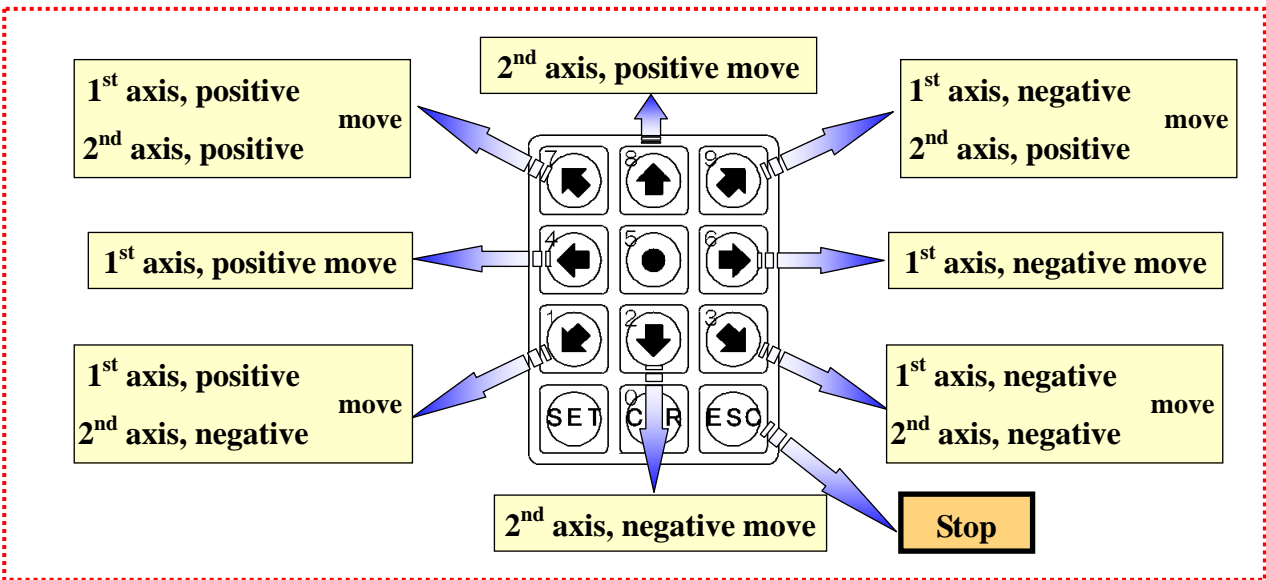 2nd axis, positive move
1st axis, positive
2nd axis, positive
move
1st axis, negative
2nd axis, positive
move
7 8 9
1st axis, positive move
4 5 6
1st axis, negative move
1 2 3
1st axis, positive
2nd axis, negative
move
1st axis, negative
2nd axis, negative
move
0
SET C R ESC
2nd axis, negative move
Stop